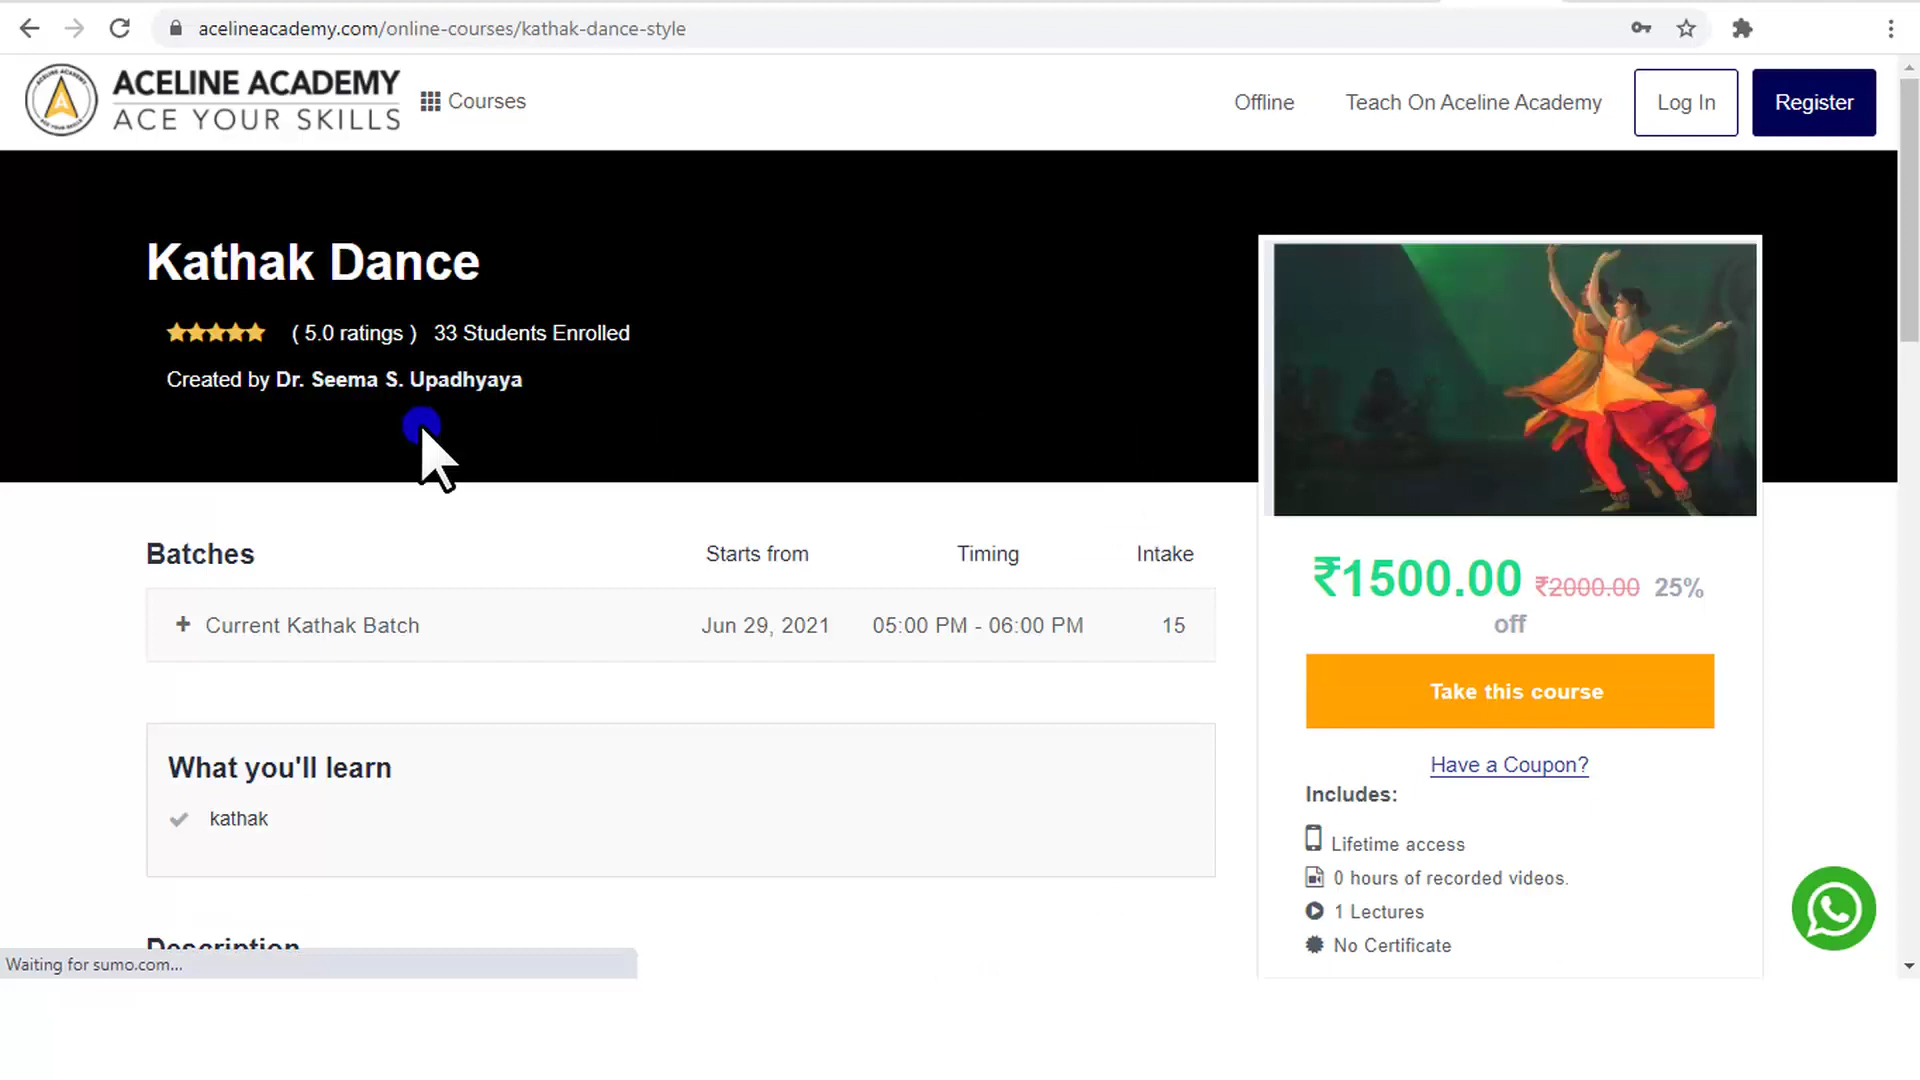 acelineacademy.com/online-courses/kathak-dance-style
ACELINE ACADEMY
ACE YOUR SKILLS
Courses
Offline
Teach On Aceline Academy
Log In
Register
Kathak Dance
( 5.0 ratings ) 33 Students Enrolled
Created by Dr. Seema S. Upadhyaya
Batches Starts from Timing Intake
+ Current Kathak Batch Jun 29, 2021 05:00 PM - 06:00 PM 15
What you'll learn
kathak
Description
₹1500.00 ₹2000.00 25%
off
Take this course
Have a Coupon?
Includes:
Lifetime access
0 hours of recorded videos.
1 Lectures
No Certificate
Waiting for sumo.com...